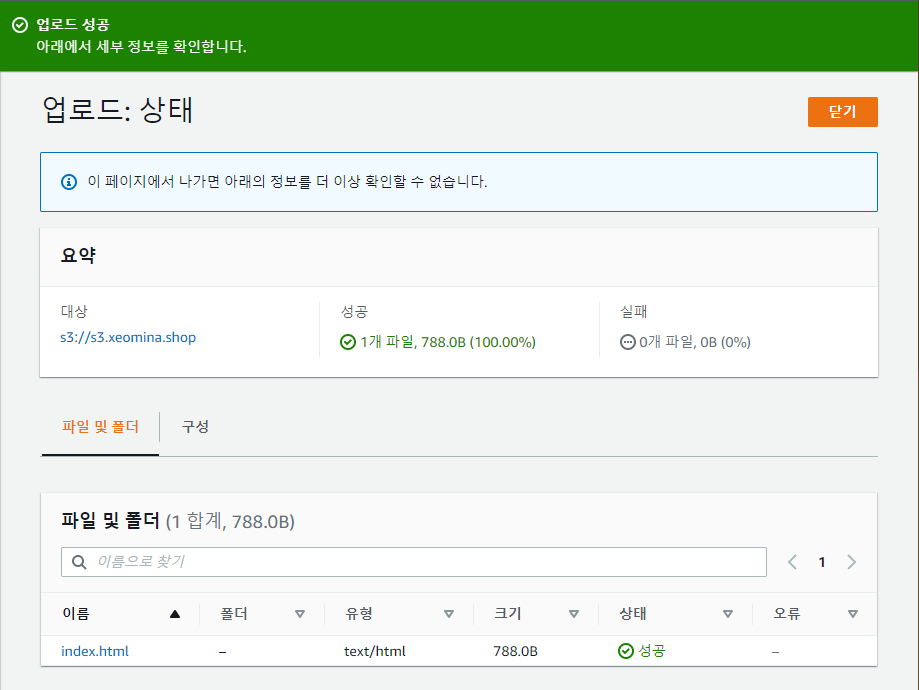 업로드 성공
아래에서 세부 정보를 확인합니다.
업로드: 상태
닫기
이 페이지에서 나가면 아래의 정보를 더 이상 확인할 수 없습니다.
요약
대상
s3://s3.xeomina.shop
성공
1개 파일, 788.0B (100.00%)
실패
0개 파일, 0B (0%)
파일 및 폴더
구성
파일 및 폴더 (1 합계, 788.0B)
이름으로 찾기
1
이름 폴더 유형 크기 상태 오류
index.html – text/html 788.0B 성공 –